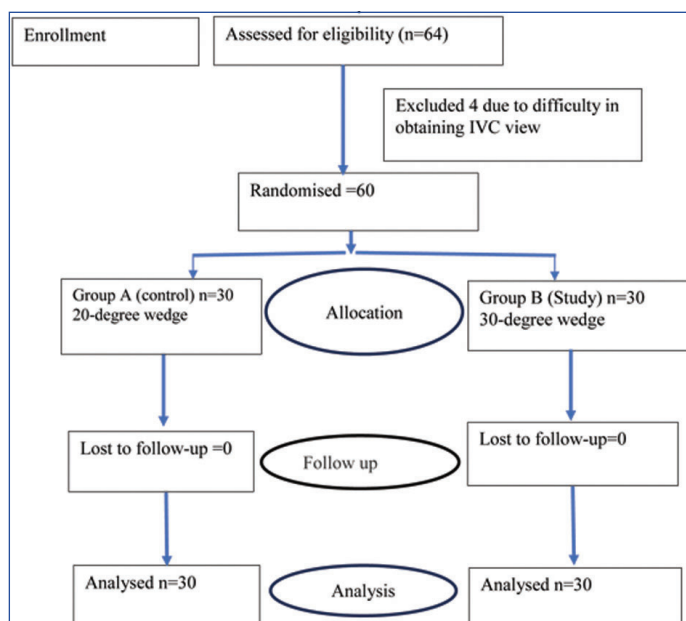 Enrollment
Assessed for eligibility (n=64)
Excluded 4 due to difficulty in
obtaining IVC view
Randomised =60
Group A (control) n=30
20-degree wedge
Allocation
Group B (Study) n=30
30-degree wedge
Lost to follow-up =0
Follow up
Lost to follow-up=0
Analysed n=30
Analysis
Analysed n=30